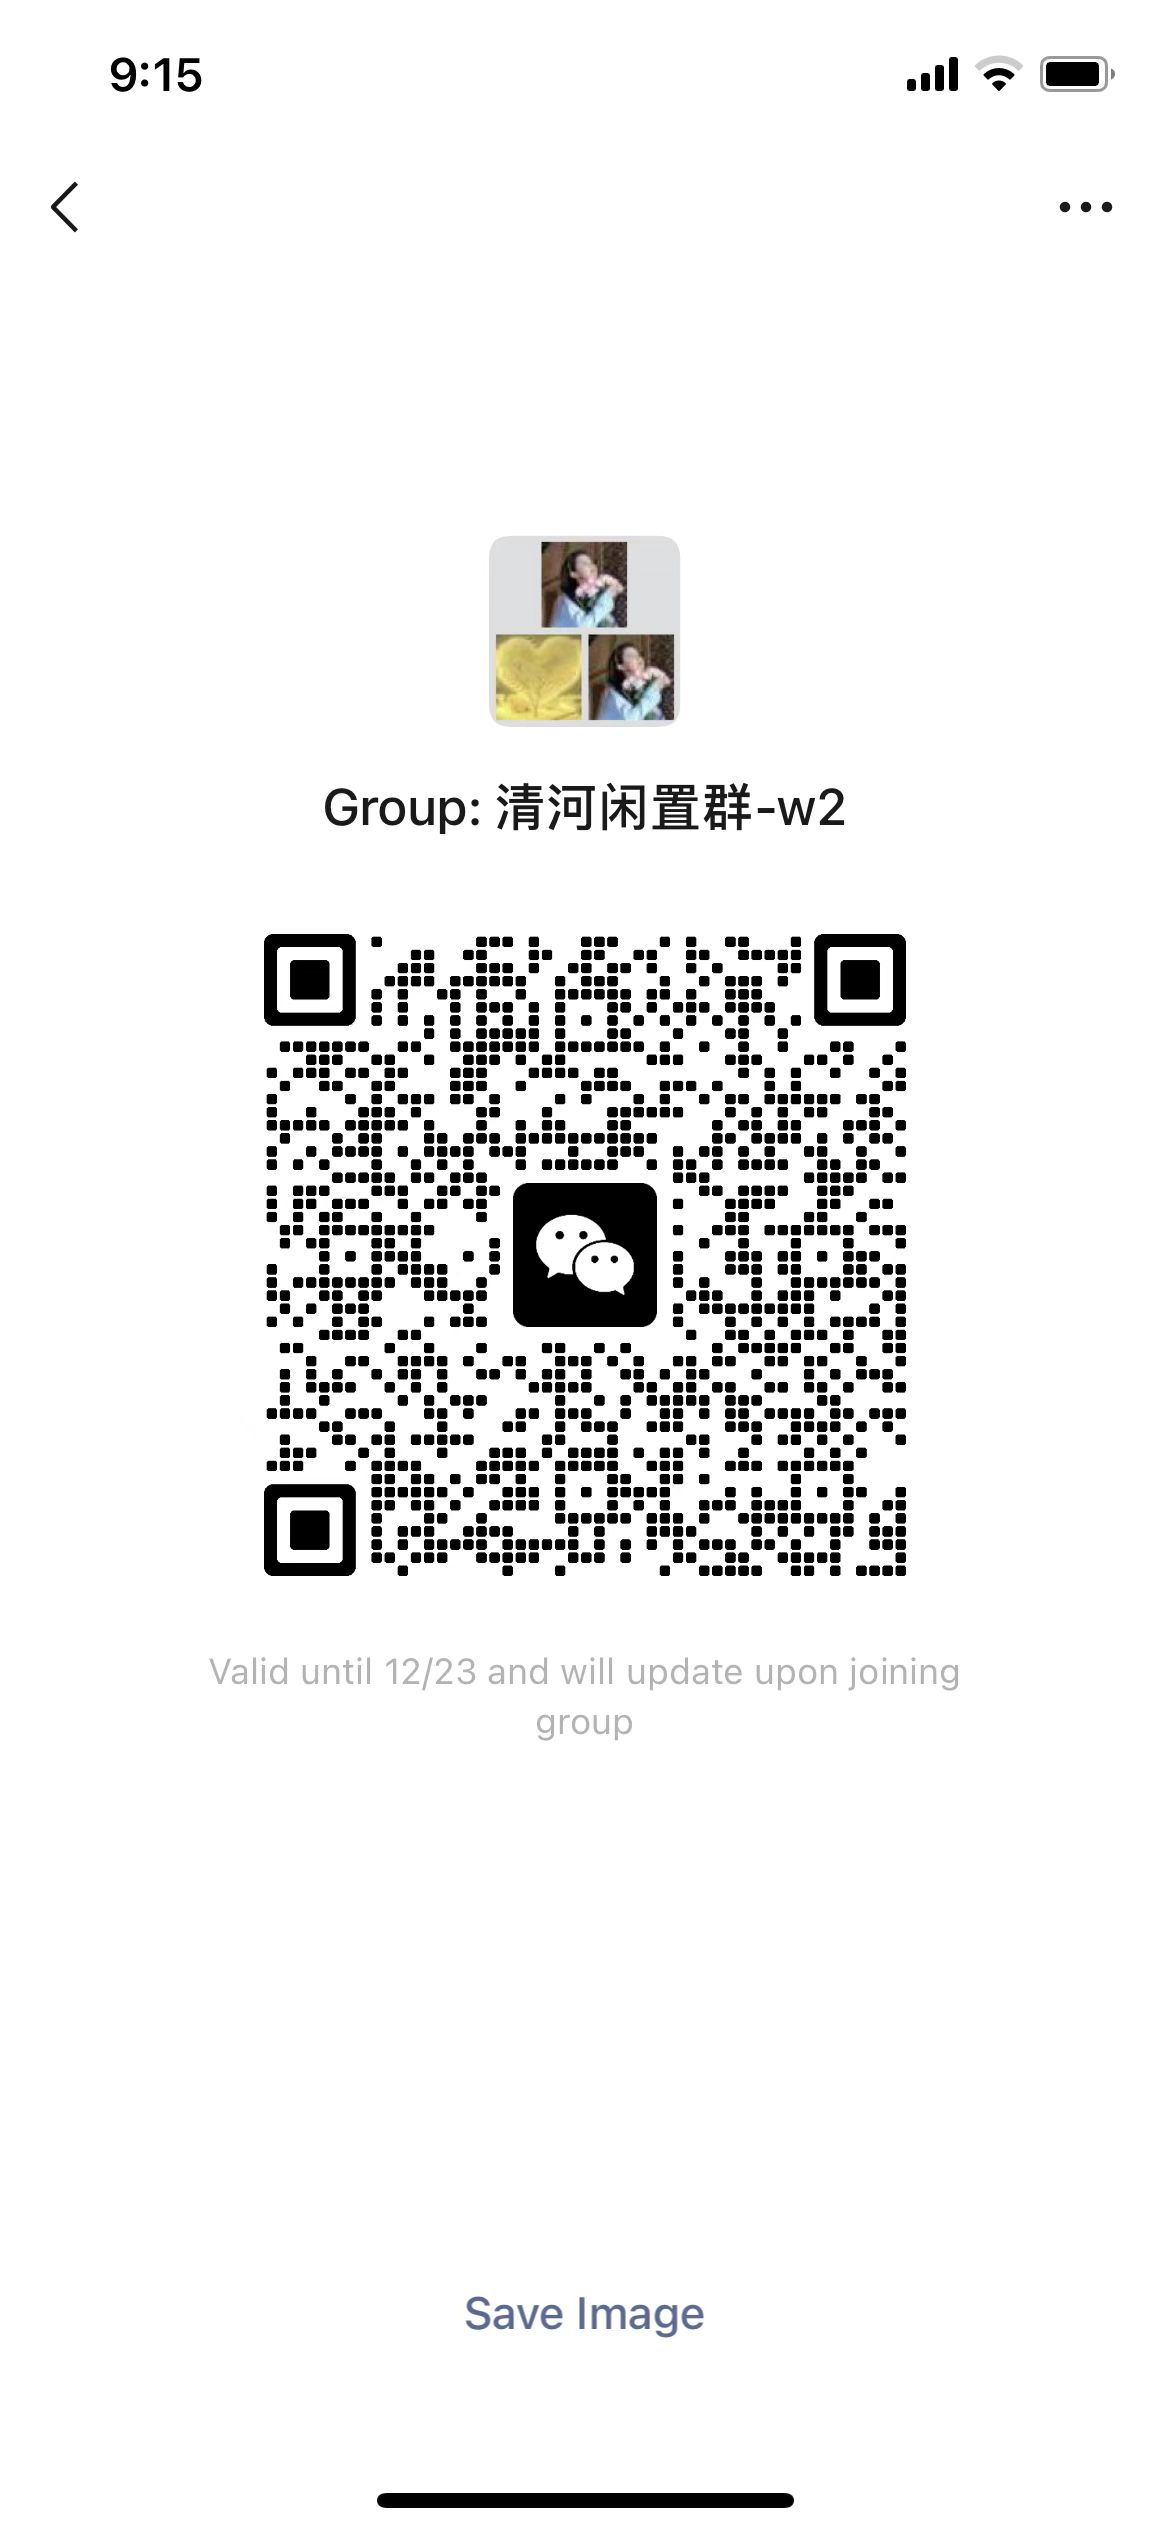 9:15
Group: 清河闲置群-w2
Valid until 12/23 and will update upon joining
group
Save Image